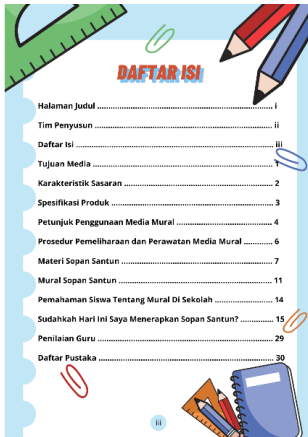 DAFTAR ISI
Halaman Judul ........................................................................ i
Tim Penyusun ........................................................................ ii
Daftar Isi ........................................................................ iii
Tujuan Media ........................................................................ 1
Karakteristik Sasaran ............................................................ 2
Spesifikasi Produk ................................................................ 3
Petunjuk Penggunaan Media Mural ........................................ 4
Prosedur Pemeliharaan dan Perawatan Media Mural ............ 6
Materi Sopan Santun ............................................................ 7
Mural Sopan Santun ............................................................ 11
Pemahaman Siswa Tentang Mural Di Sekolah ...................... 14
Sudahkah Hari Ini Saya Menerapkan Sopan Santun? .............. 15
Penilaian Guru ........................................................................ 29
Daftar Pustaka ........................................................................ 30
iii